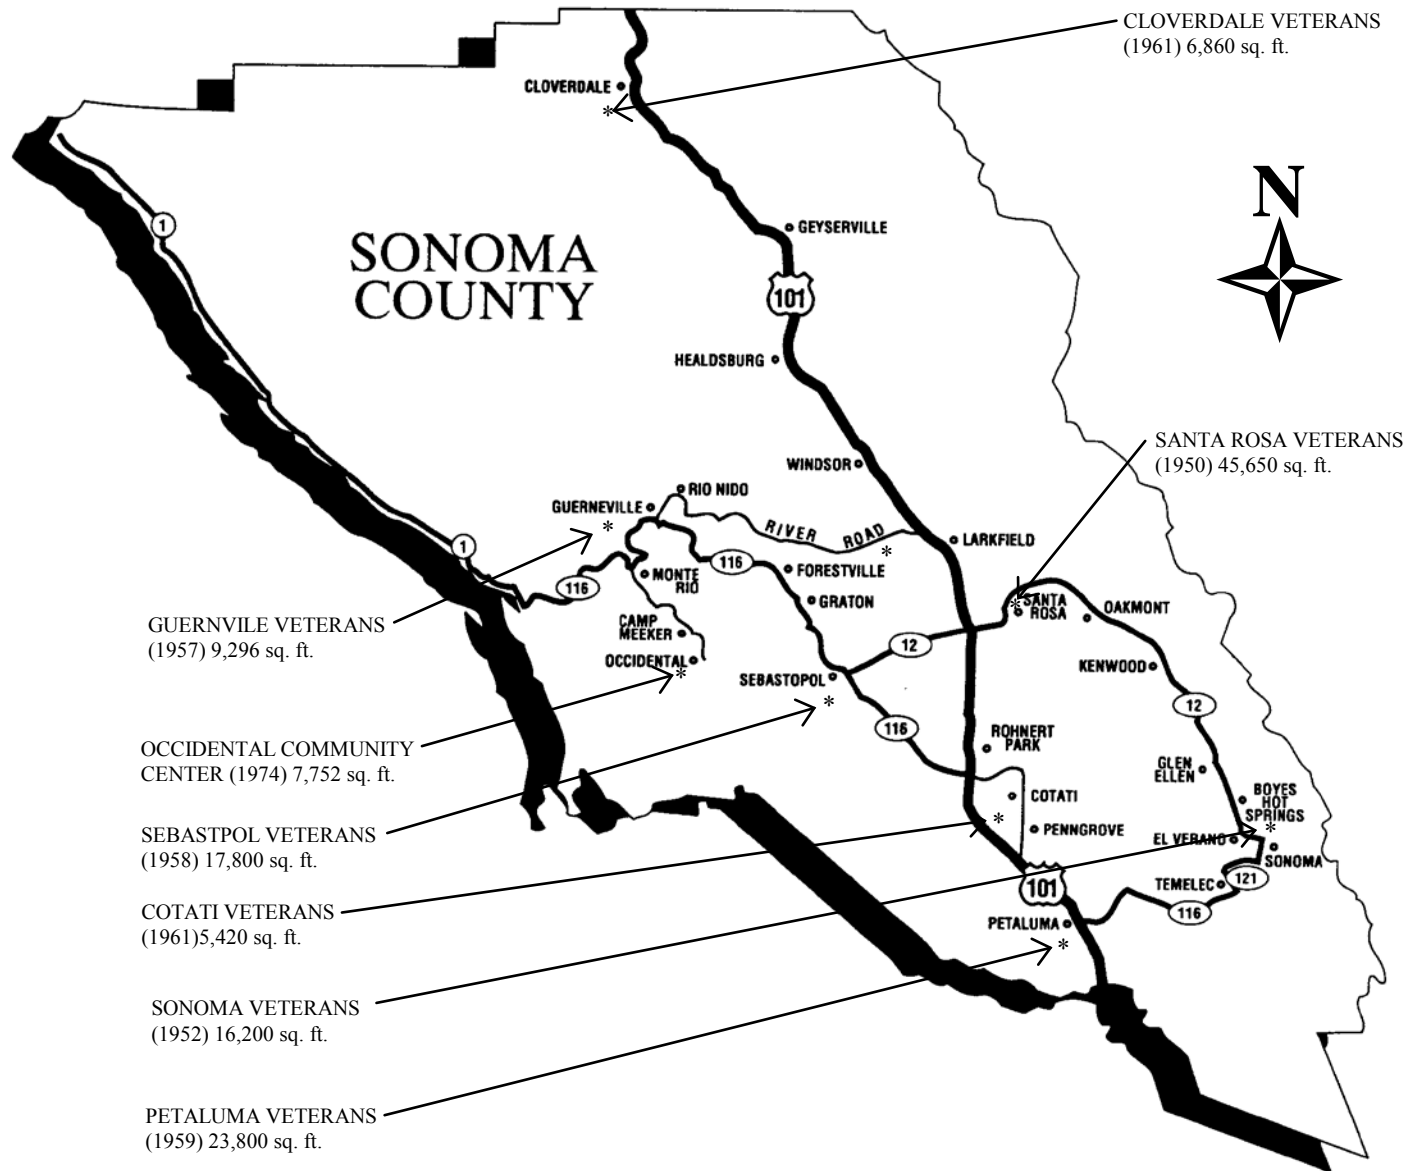 CLOVERDALE VETERANS
(1961) 6,860 sq. ft.
CLOVERDALE
N
1
GEYSERVILLE
SONOMA
COUNTY
101
HEALDSBURG
SANTA ROSA VETERANS
(1950) 45,650 sq. ft.
WINDSOR
RIO NIDO
GUERNEVILLE
RIVER ROAD
LARKFIELD
1
116
MONTE
RIO
116
FORESTVILLE
GRATON
SANTA
ROSA
OAKMONT
GUERNVILE VETERANS
(1957) 9,296 sq. ft.
CAMP
MEEKER
OCCIDENTAL
12
KENWOOD
SEBASTOPOL
12
116
ROHNERT
PARK
OCCIDENTAL COMMUNITY
CENTER (1974) 7,752 sq. ft.
GLEN
ELLEN
BOYES
HOT
SPRINGS
COTATI
PENNGROVE
SEBASTPOL VETERANS
(1958) 17,800 sq. ft.
EL VERANO
SONOMA
101
TEMELEC
121
116
COTATI VETERANS
(1961)5,420 sq. ft.
PETALUMA
SONOMA VETERANS
(1952) 16,200 sq. ft.
PETALUMA VETERANS
(1959) 23,800 sq. ft.